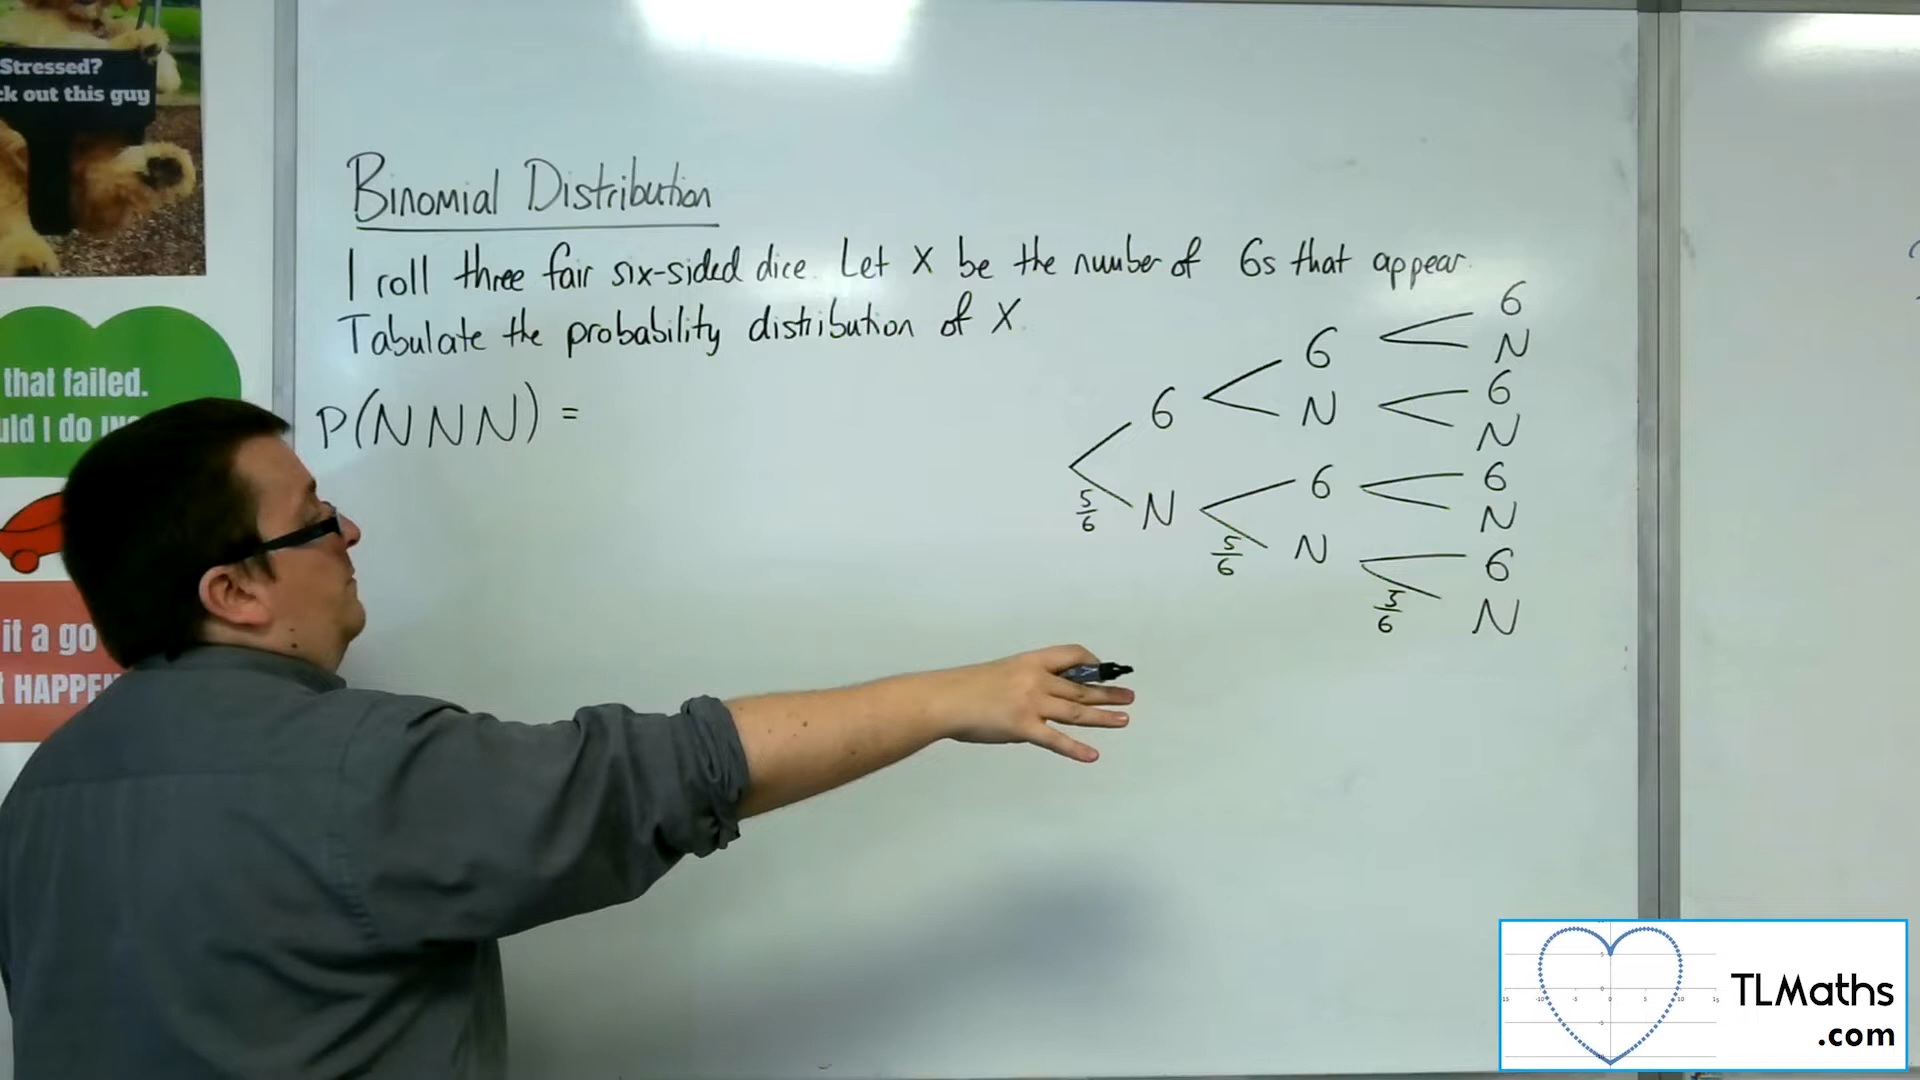 Stressed?
ck out this guy
Binomial Distribution
I roll three fair six-sided dice. Let X be the number of 6s that appear.
Tabulate the probability distribution of X.
P(NNN) =
that failed.
uld I do
it a go
HAPPEN
6
N
6
N
6
N
6
N
6
N
6
N
6
N
5/6
5/6
5/6
TLMaths
.com